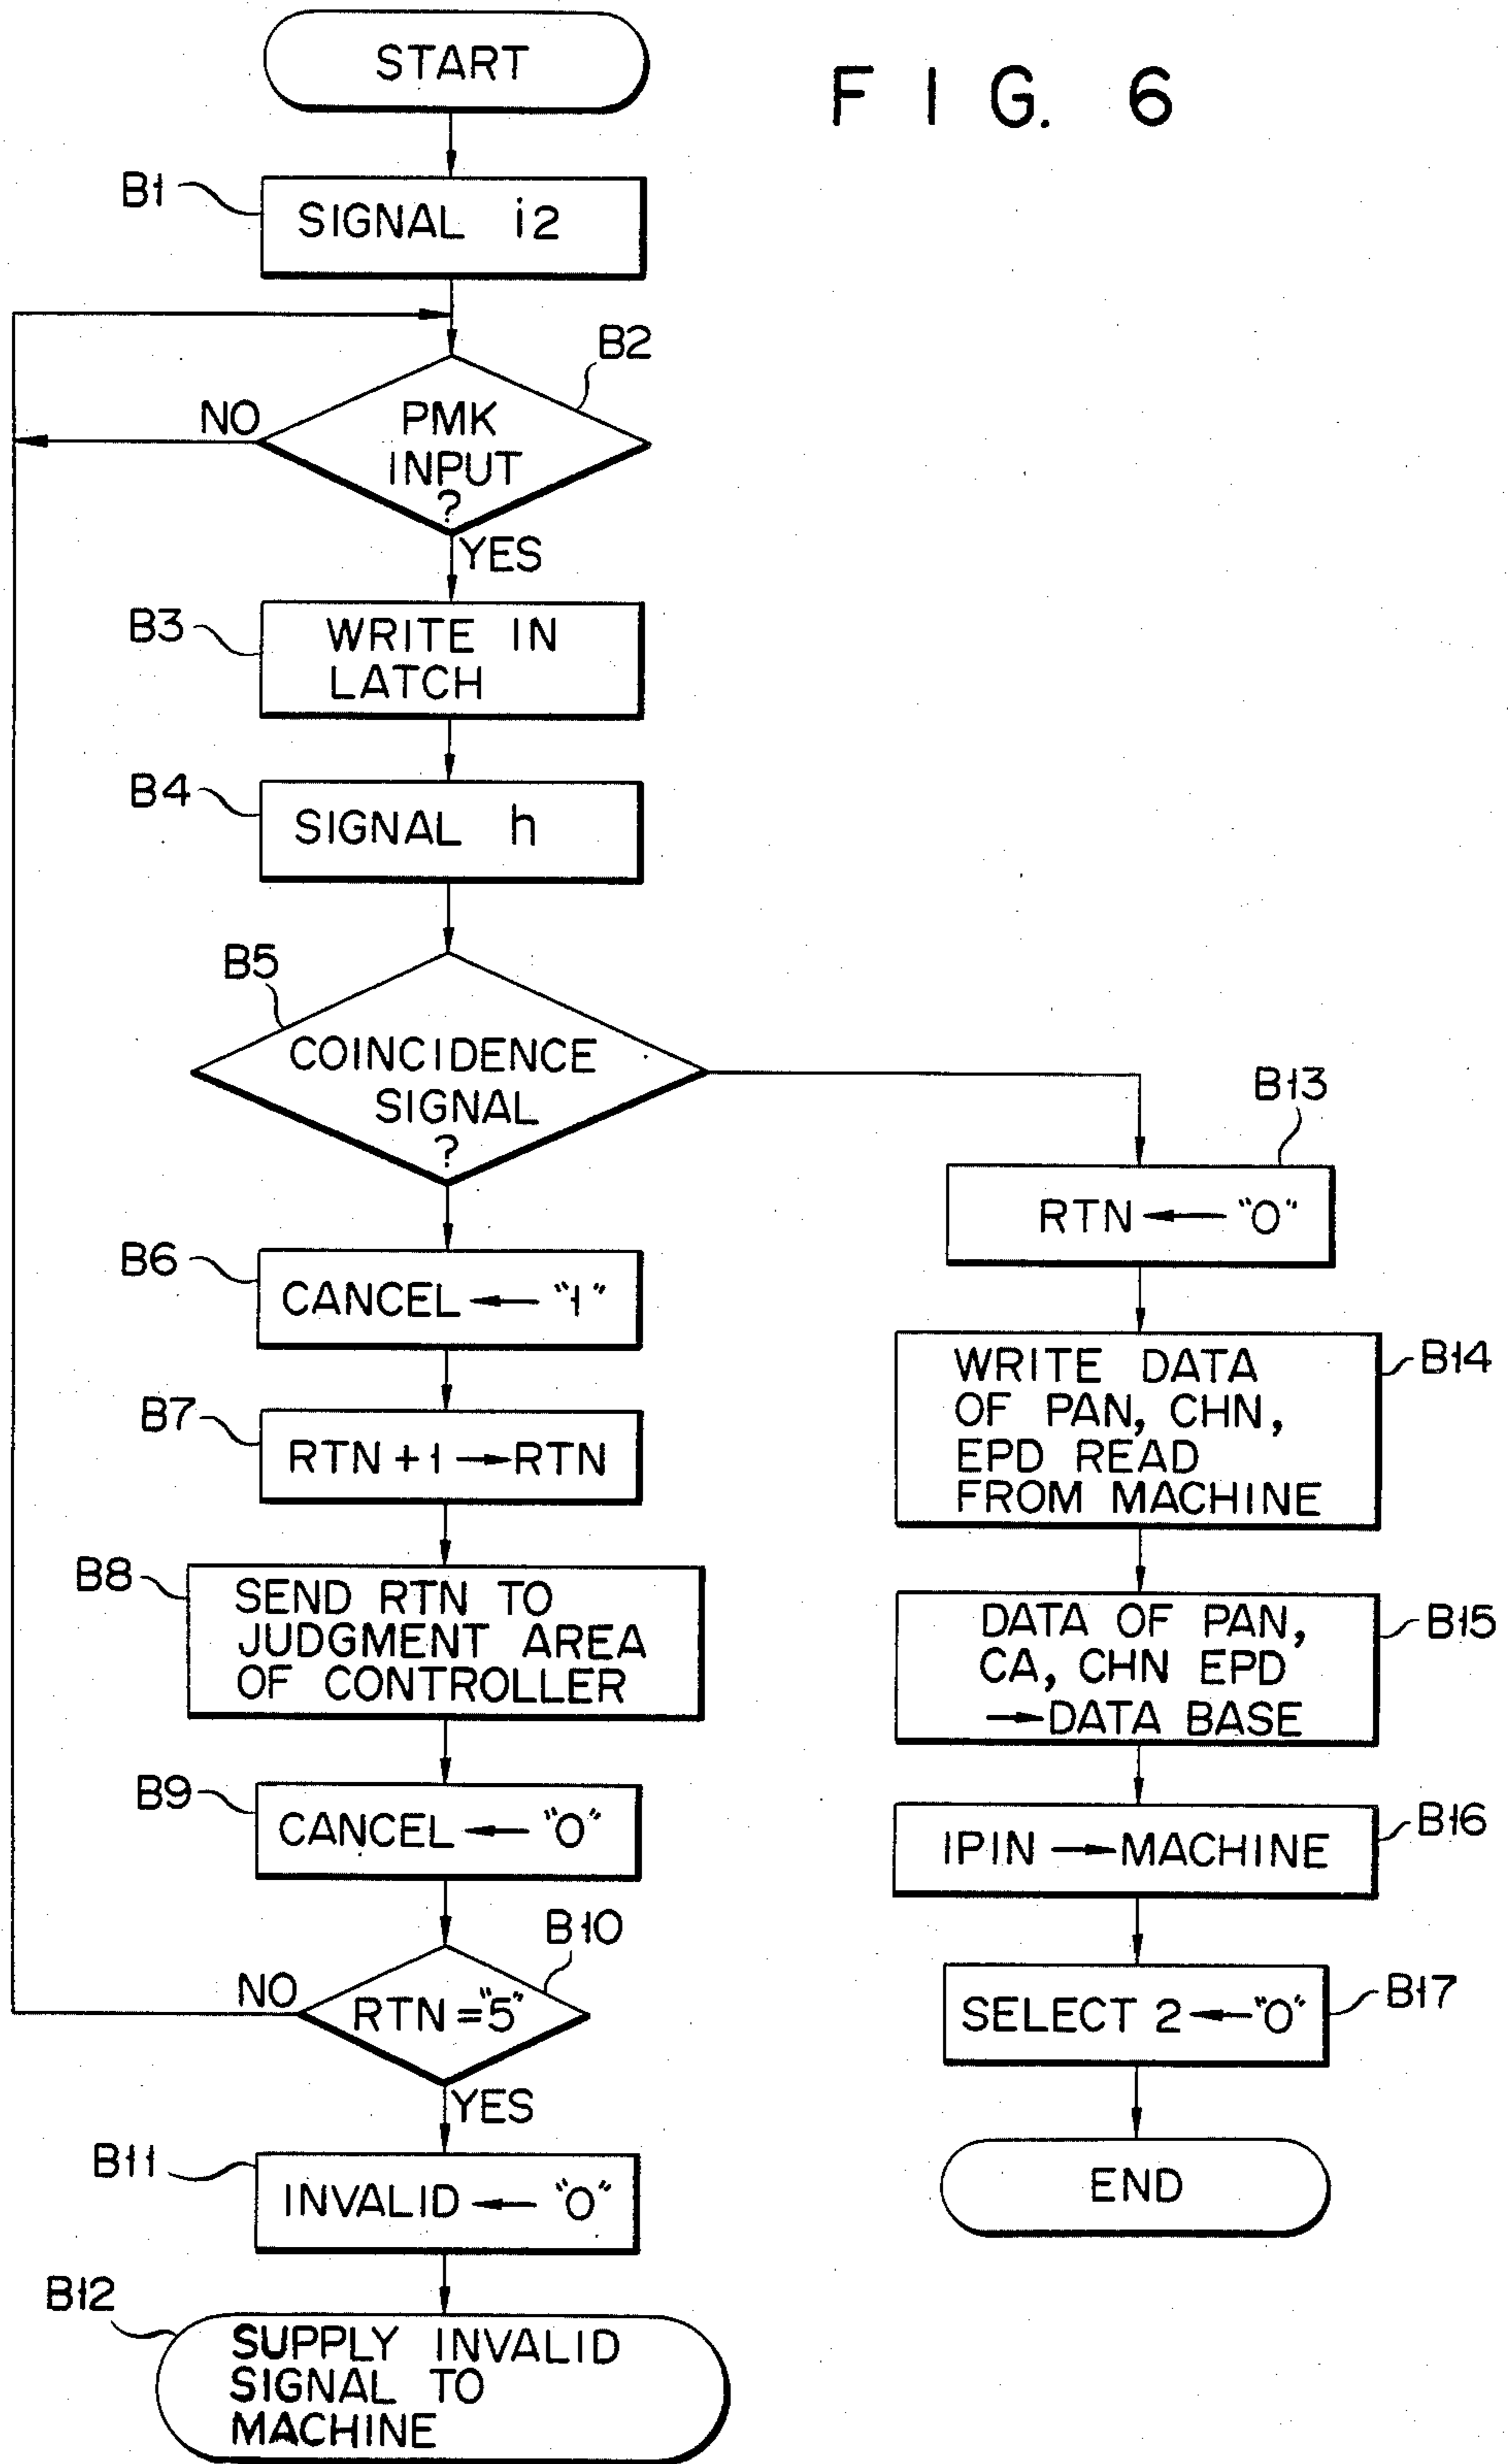 START
F I G. 6
B1
SIGNAL i2
B2
NO
PMK
INPUT
?
YES
B3
WRITE IN
LATCH
B4
SIGNAL h
B5
COINCIDENCE
SIGNAL
?
B6
CANCEL ← "1"
B7
RTN + 1 → RTN
B8
SEND RTN TO
JUDGMENT AREA
OF CONTROLLER
B9
CANCEL ← "0"
B10
NO
RTN = "5"
YES
B11
INVALID ← "0"
B12
SUPPLY INVALID
SIGNAL TO
MACHINE
B13
RTN ← "0"
B14
WRITE DATA
OF PAN, CHN,
EPD READ
FROM MACHINE
B15
DATA OF PAN,
CA, CHN EPD
→ DATA BASE
B16
IPIN → MACHINE
B17
SELECT 2 ← "0"
END